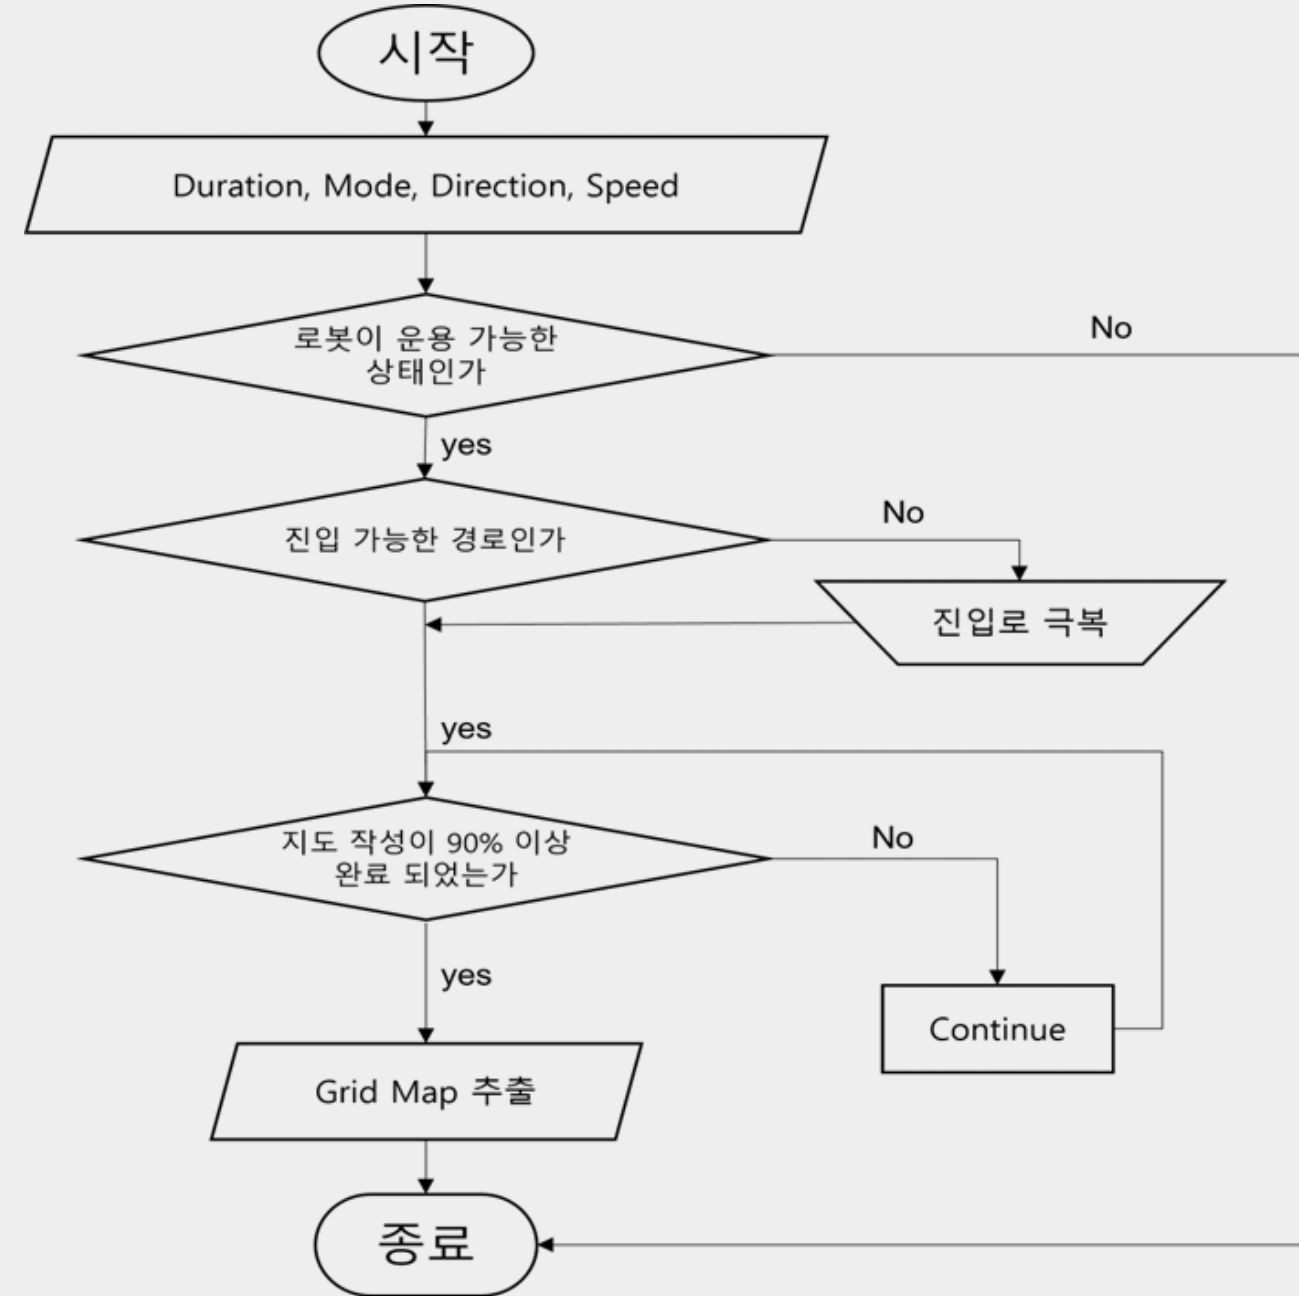 시작
Duration, Mode, Direction, Speed
로봇이 운용 가능한
상태인가
No
yes
진입 가능한 경로인가
No
진입로 극복
yes
지도 작성이 90% 이상
완료 되었는가
No
yes
Continue
Grid Map 추출
종료